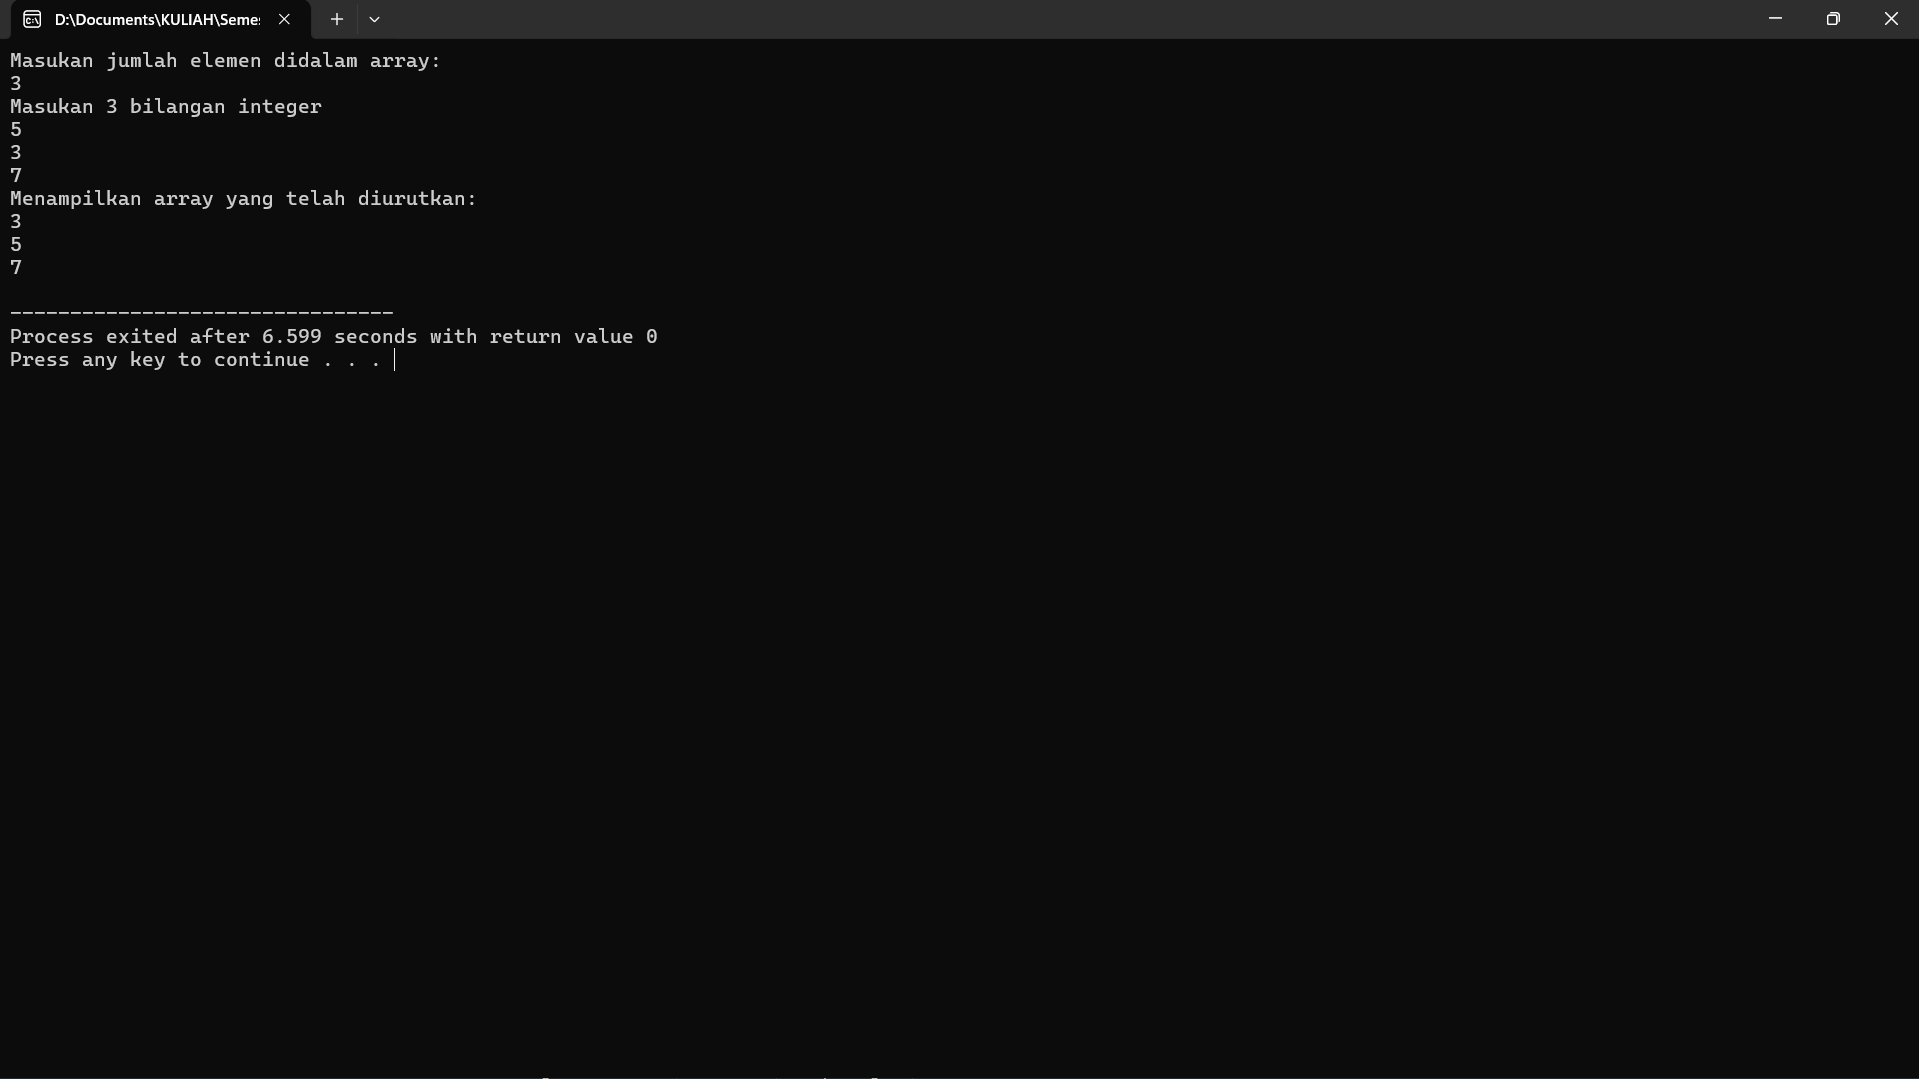 D:\Documents\KULIAH\Seme
Masukan jumlah elemen didalam array:
3
Masukan 3 bilangan integer
5
3
7
Menampilkan array yang telah diurutkan:
3
5
7
--------------------------------
Process exited after 6.599 seconds with return value 0
Press any key to continue . . .